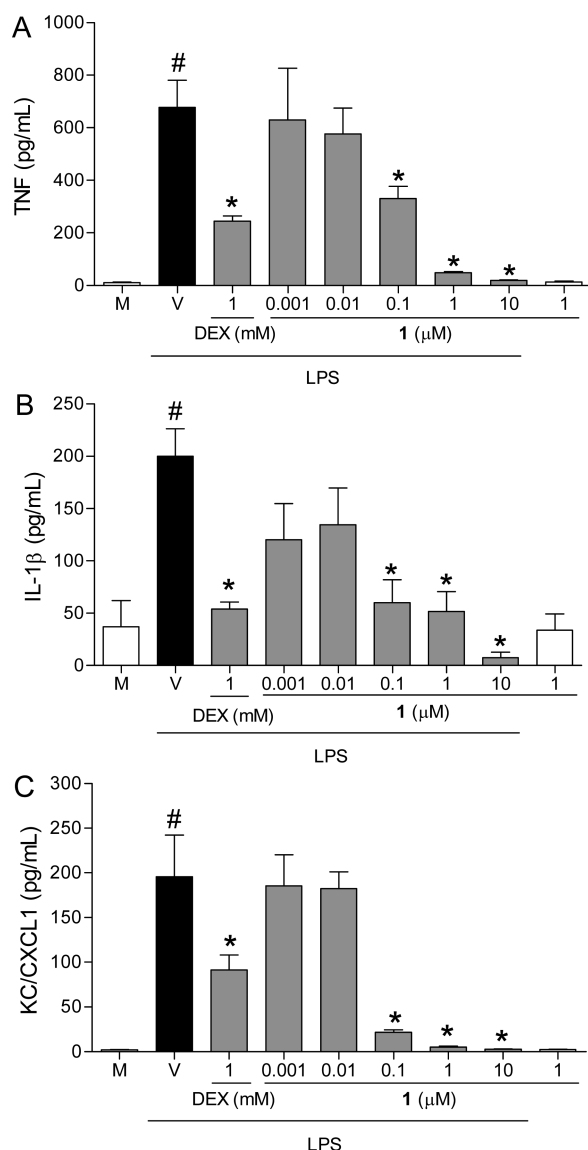 A
1000
800
600
400
200
0
TNF (pg/mL)
#
*
*
*
*
M V 1 0.001 0.01 0.1 1 10 1
DEX (mM) 1 (μM)
LPS
B
250
200
150
100
50
0
IL-1β (pg/mL)
#
*
*
*
*
M V 1 0.001 0.01 0.1 1 10 1
DEX (mM) 1 (μM)
LPS
C
300
250
200
150
100
50
0
KC/CXCL1 (pg/mL)
#
*
*
*
*
M V 1 0.001 0.01 0.1 1 10 1
DEX (mM) 1 (μM)
LPS